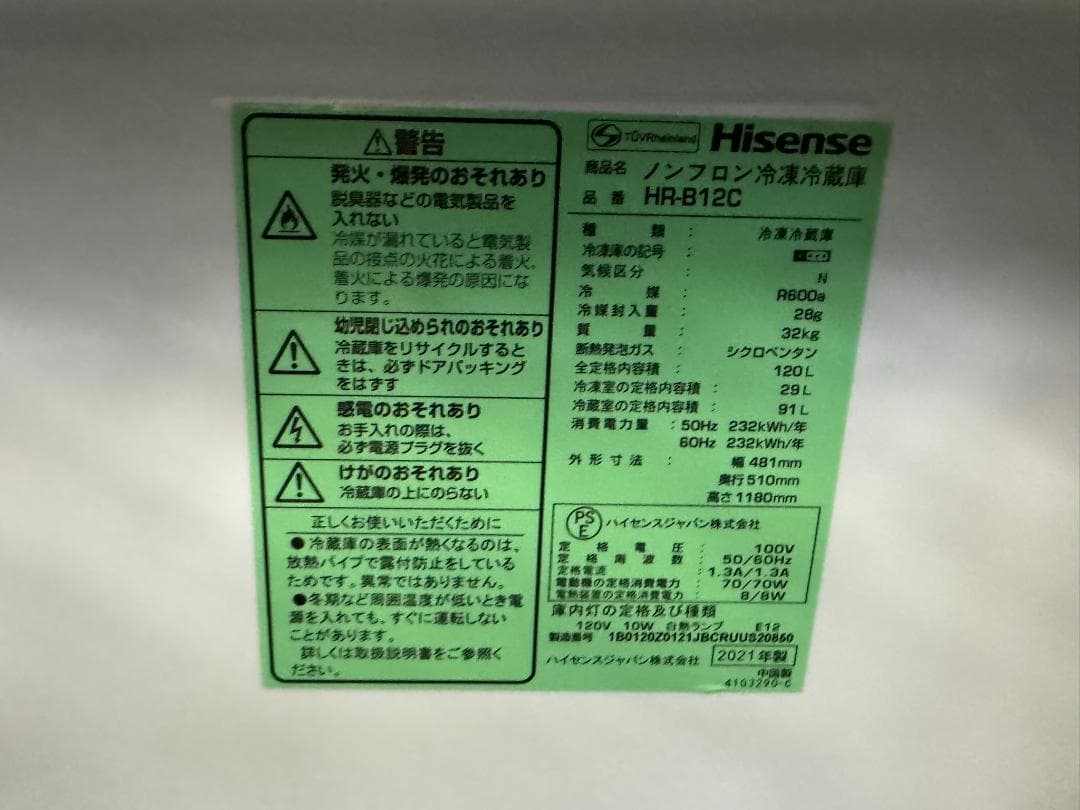 警告
発火・爆発のおそれあり
脱臭器などの電気製品を
入れない
冷媒が漏れていると電気製
品の接点の火花による着火、
着火による爆発の原因にな
ります。
幼児閉じ込められのおそれあり
冷蔵庫をリサイクルすると
きは、必ずドアパッキング
をはずす
感電のおそれあり
お手入れの際は、
必ず電源プラグを抜く
けがのおそれあり
冷蔵庫の上にのらない
正しくお使いいただくために
●冷蔵庫の表面が熱くなるのは、
放熱パイプで露付防止をしている
ためです。異常ではありません。
●冬期など周囲温度が低いとき電
源を入れても、すぐに運転しない
ことがあります。
詳しくは取扱説明書をご参照く
ださい。
TÜVRheinland Hisense
商品名 ノンフロン冷凍冷蔵庫
品番 HR-B12C
種類: 冷凍冷蔵庫
冷凍庫の記号:
気候区分: N
冷媒: R600a
冷媒封入量: 28g
質量: 32kg
断熱発泡ガス: シクロペンタン
全定格内容積: 120L
冷凍室の定格内容積: 29L
冷蔵室の定格内容積: 91L
消費電力量: 50Hz 232kWh/年
60Hz 232kWh/年
外形寸法: 幅481mm
奥行510mm
高さ1180mm
PSE ハイセンスジャパン株式会社
定格電圧: 100V
定格周波数: 50/60Hz
定格電流: 1.3A/1.3A
電動機の定格消費電力: 70/70W
電熱装置の定格消費電力: 8/8W
庫内灯の定格及び種類
120V 10W 白熱ランプ E12
製造番号 1B0120Z0121JBCRUUS20850
ハイセンスジャパン株式会社 2021年製
中国製
4103290-C